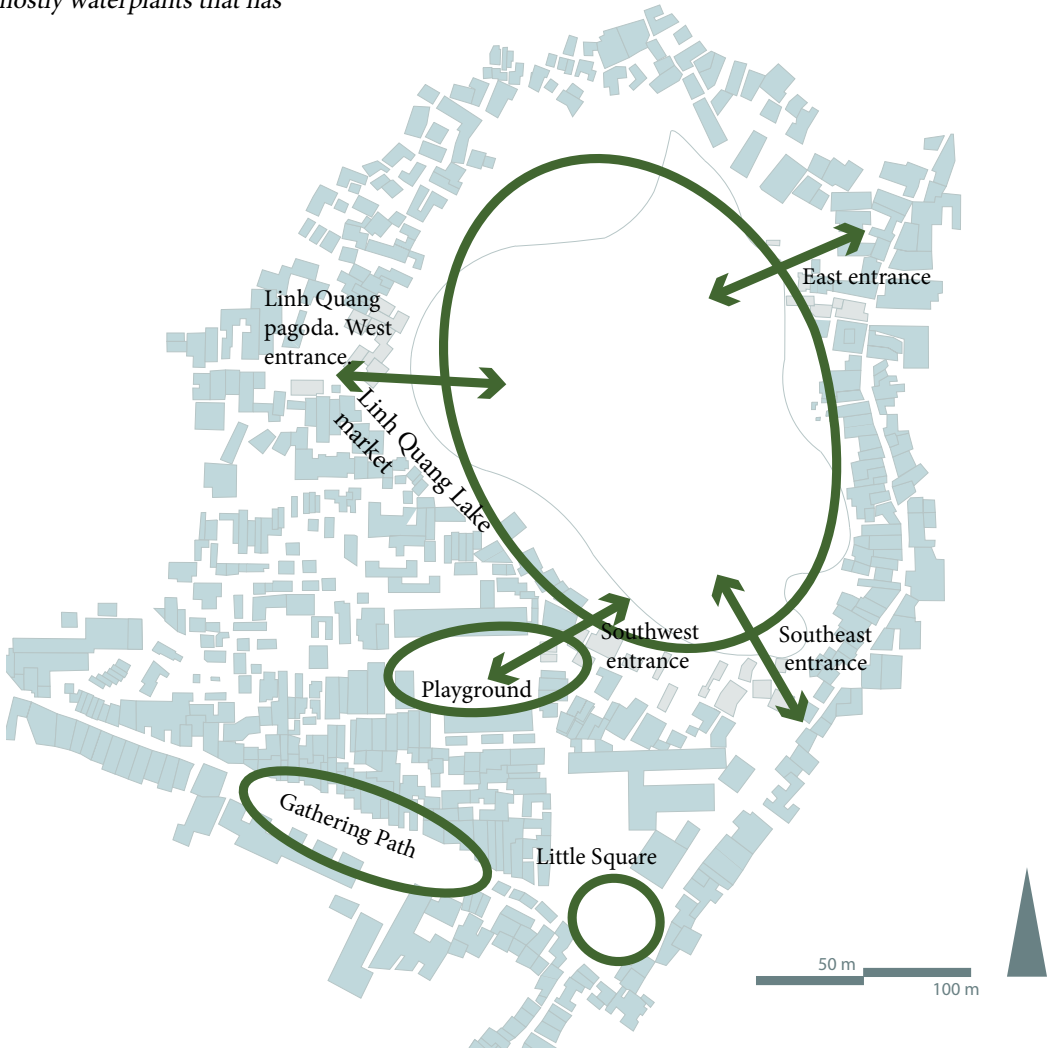 mostly waterplants that has
East entrance
Linh Quang
pagoda. West
entrance.
Linh Quang Lake
market
Southwest
entrance
Southeast
entrance
Playground
Gathering Path
Little Square
50 m
100 m